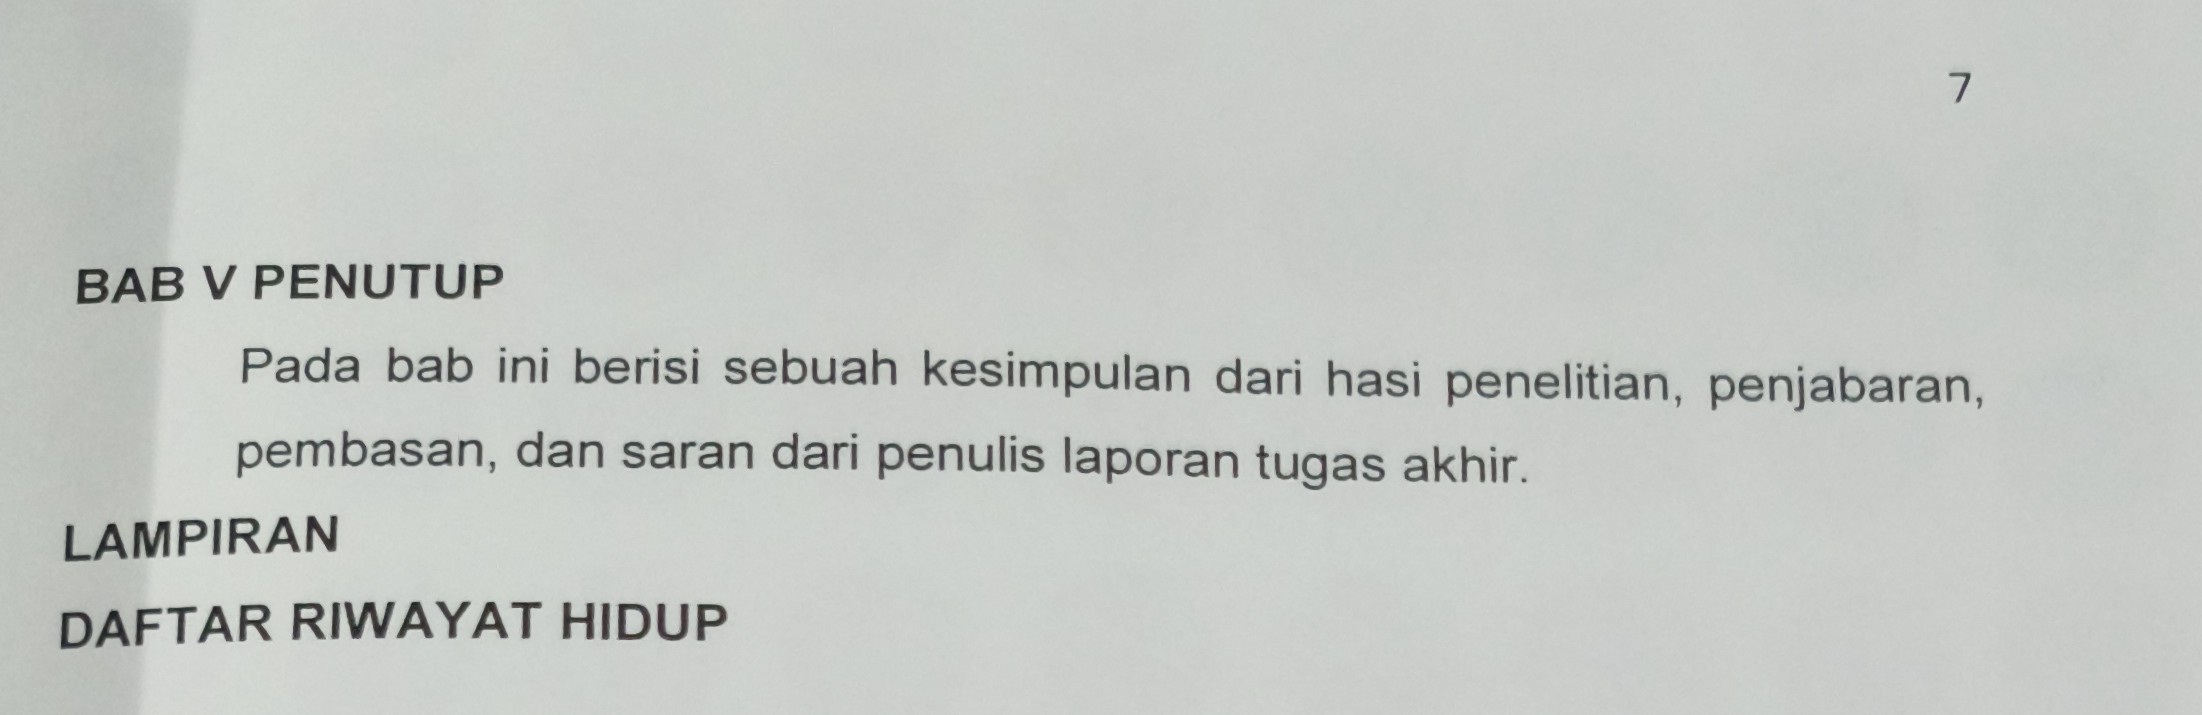 7
BAB V PENUTUP
Pada bab ini berisi sebuah kesimpulan dari hasi penelitian, penjabaran,
pembasan, dan saran dari penulis laporan tugas akhir.
LAMPIRAN
DAFTAR RIWAYAT HIDUP